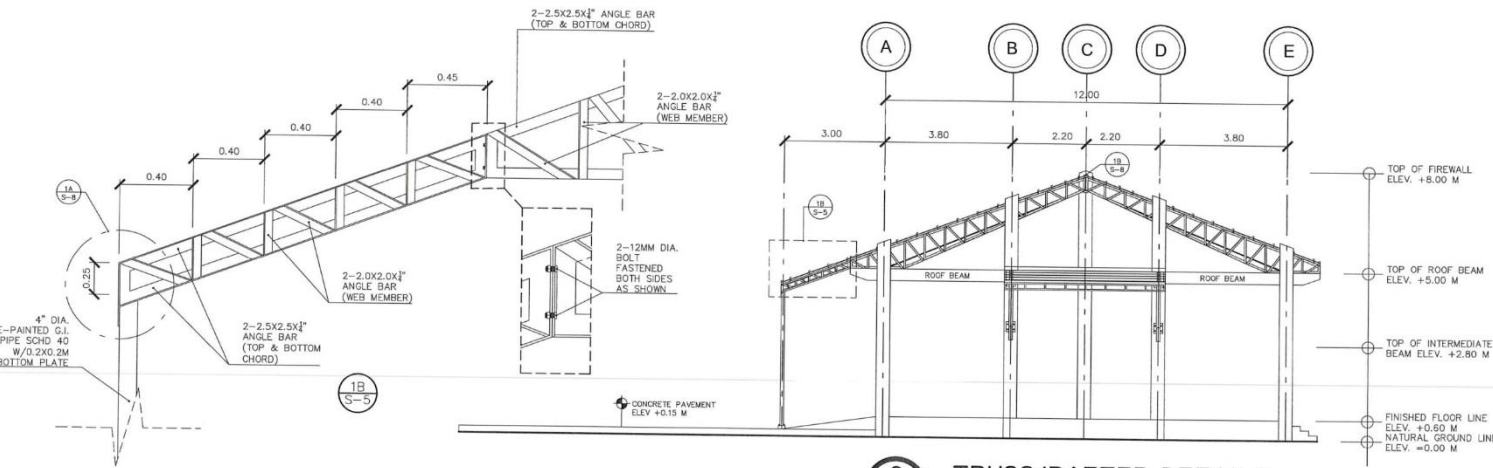 2-2.5X2.5X¼" ANGLE BAR
(TOP & BOTTOM CHORD)
0.45
0.40
0.40
0.40
0.40
2-2.0X2.0X¼"
ANGLE BAR
(WEB MEMBER)
1A
S-8
0.25
2-12MM DIA.
BOLT
FASTENED
BOTH SIDES
AS SHOWN
2-2.0X2.0X¼"
ANGLE BAR
(WEB MEMBER)
2-2.5X2.5X¼"
ANGLE BAR
(TOP & BOTTOM
CHORD)
4" DIA.
E-PAINTED G.I.
PIPE SCHD 40
W/0.2X0.2M
BOTTOM PLATE
1B
S-5
A
B
C
D
E
12.00
3.00
3.80
2.20
2.20
3.80
1B
S-8
1B
S-5
ROOF BEAM
ROOF BEAM
TOP OF FIREWALL
ELEV. +8.00 M
TOP OF ROOF BEAM
ELEV. +5.00 M
TOP OF INTERMEDIATE
BEAM ELEV. +2.80 M
FINISHED FLOOR LINE
ELEV. +0.60 M
NATURAL GROUND LINE
ELEV. =0.00 M
CONCRETE PAVEMENT
ELEV +0.15 M